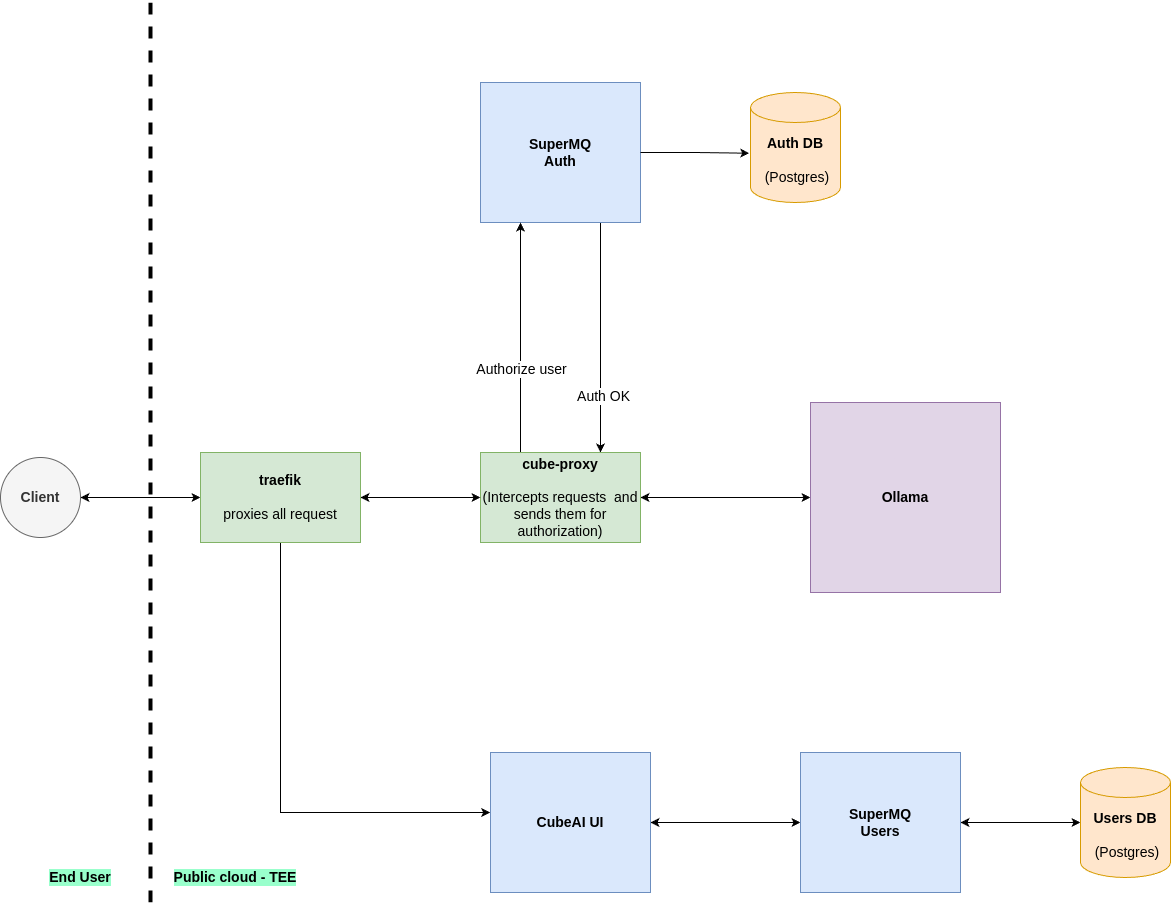 SuperMQ
Auth
Auth DB
(Postgres)
Authorize user
Auth OK
Client
traefik
proxies all request
cube-proxy
(Intercepts requests  and
sends them for
authorization)
Ollama
CubeAI UI
SuperMQ
Users
Users DB
(Postgres)
End User
Public cloud - TEE